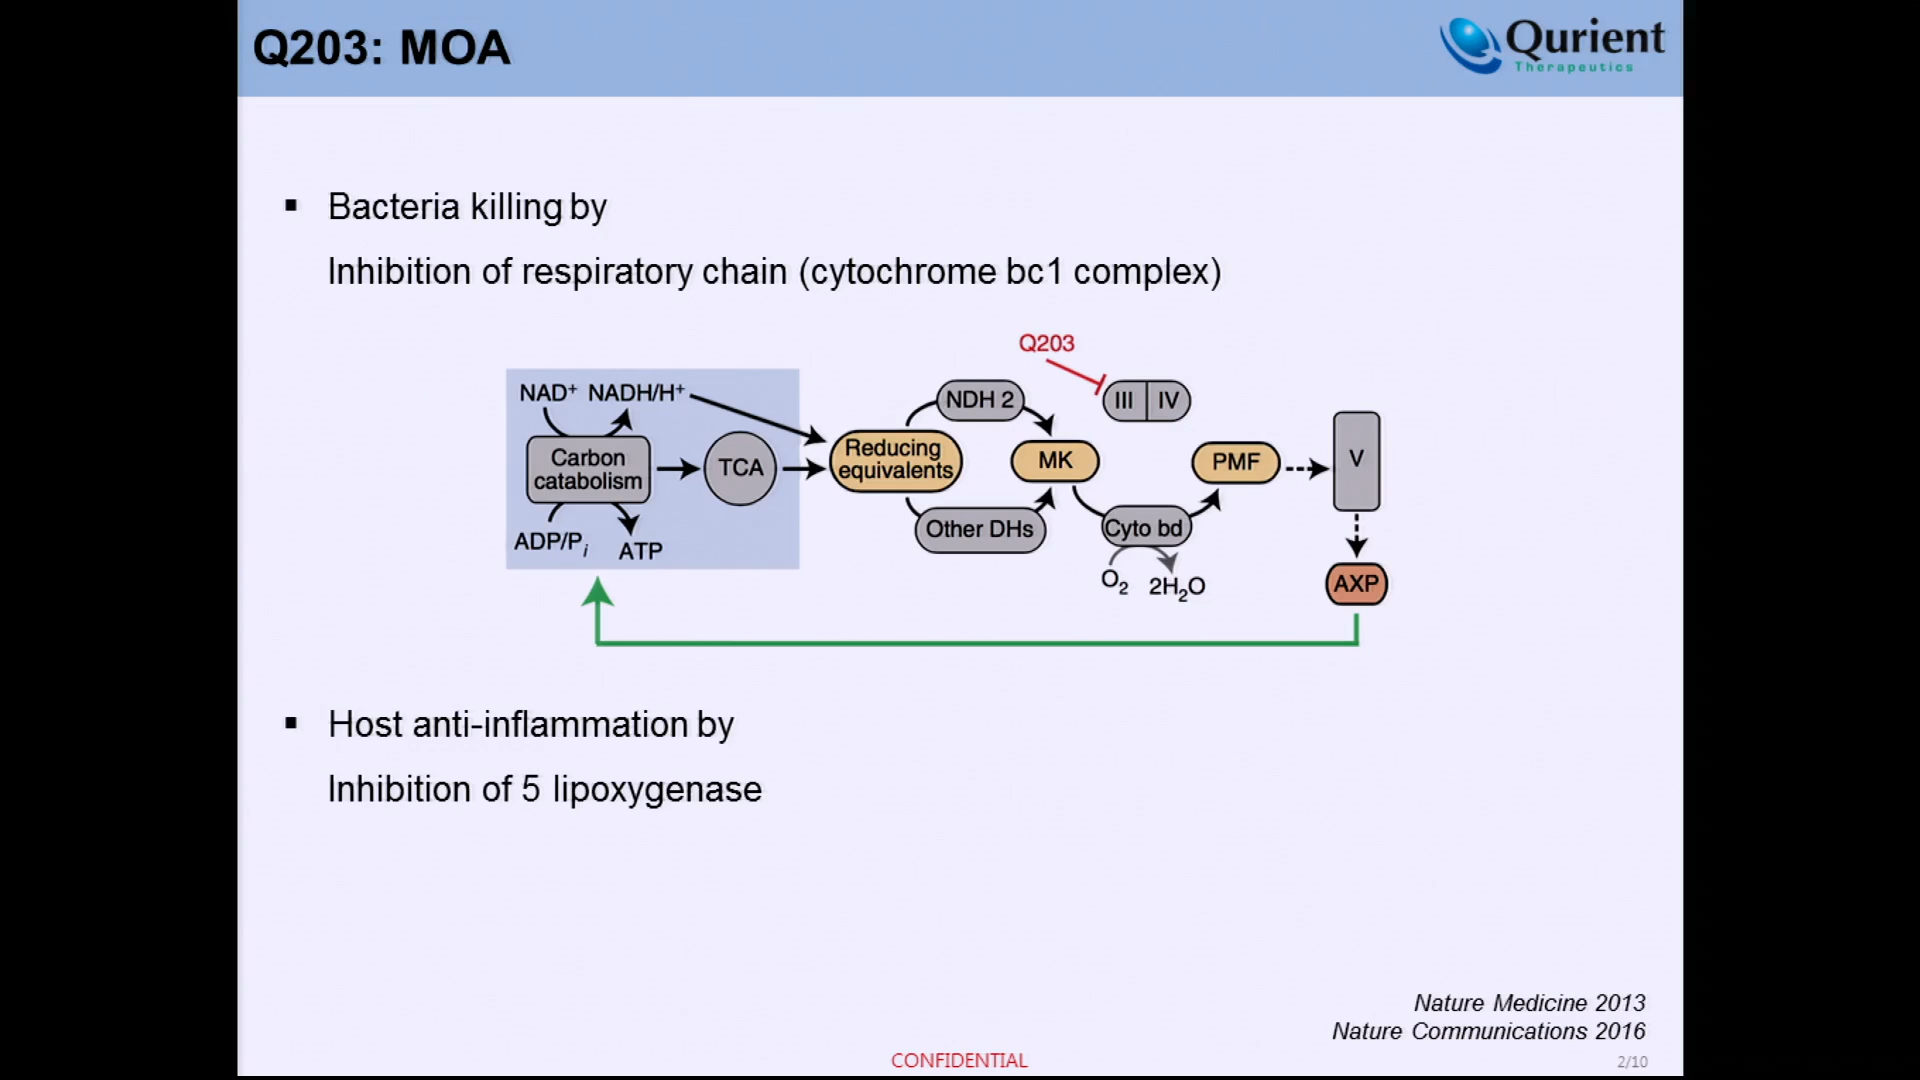 Q203: MOA
Qurient
Therapeutics
▪ Bacteria killing by
Inhibition of respiratory chain (cytochrome bc1 complex)
Q203
NAD⁺ NADH/H⁺
NDH 2
III IV
Carbon
catabolism
TCA
Reducing
equivalents
MK
PMF
V
ADP/Pᵢ
ATP
Other DHs
Cyto bd
O₂
2H₂O
AXP
▪ Host anti-inflammation by
Inhibition of 5 lipoxygenase
Nature Medicine 2013
Nature Communications 2016
CONFIDENTIAL
2/10